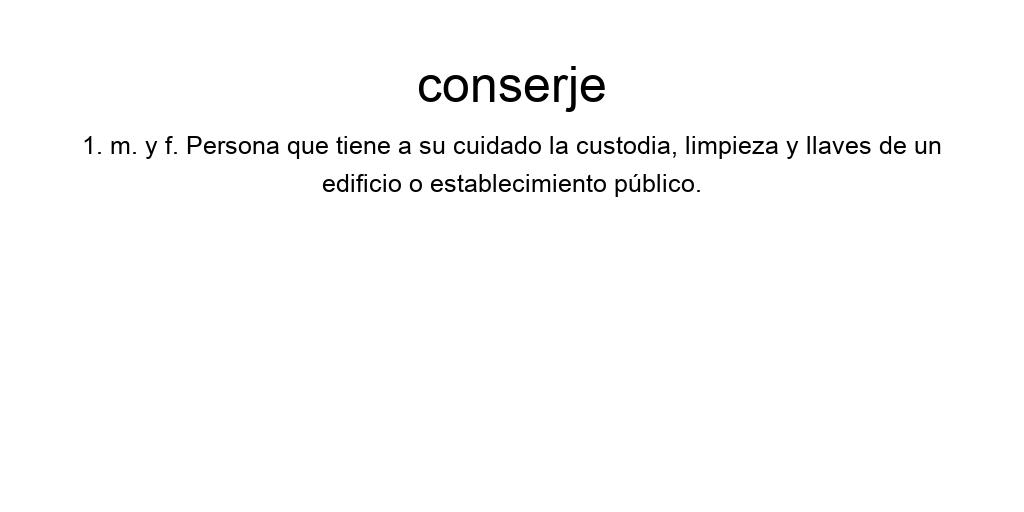 conserje
1. m. y f. Persona que tiene a su cuidado la custodia, limpieza y llaves de un
edificio o establecimiento público.